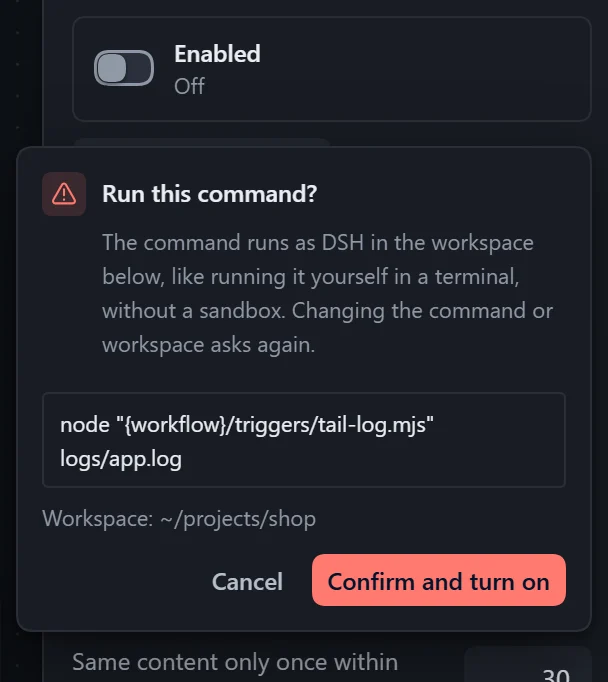 Enabled
Off
Run this command?
The command runs as DSH in the workspace
below, like running it yourself in a terminal,
without a sandbox. Changing the command or
workspace asks again.
node "{workflow}/triggers/tail-log.mjs"
logs/app.log
Workspace: ~/projects/shop
Cancel
Confirm and turn on
Same content only once within
30